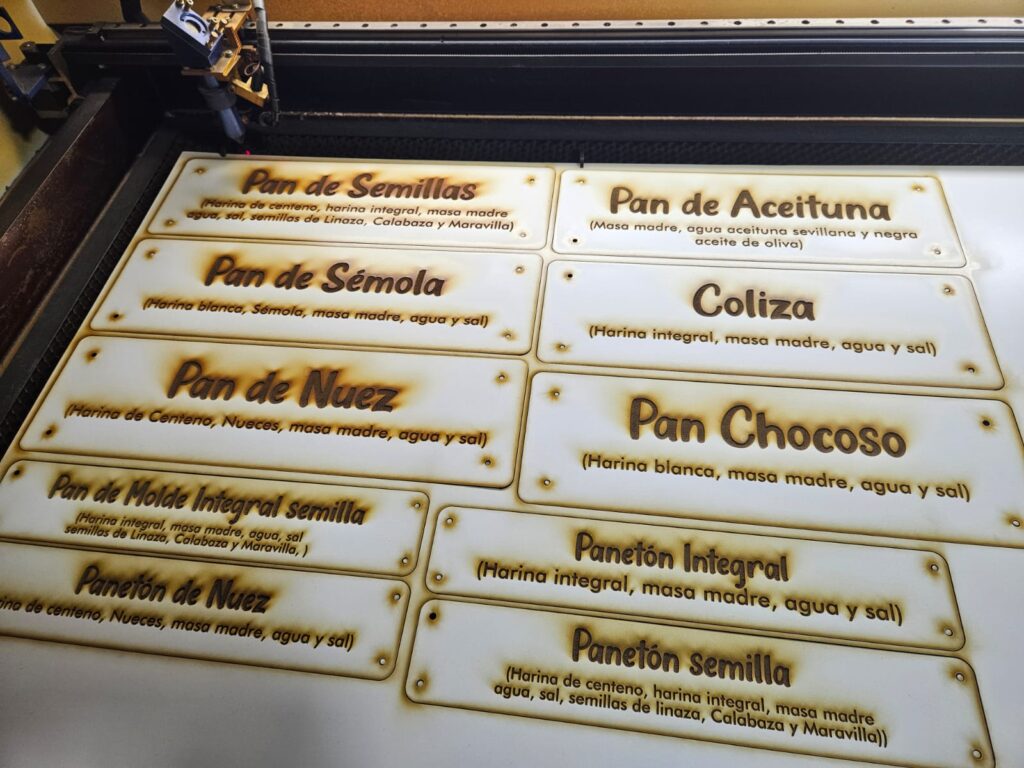 Pan de Semillas
(Harina de centeno, harina integral, masa madre
agua, sal, semillas de Linaza, Calabaza y Maravilla)
Pan de Aceituna
(Masa madre, agua aceituna sevillana y negra
aceite de oliva)
Pan de Sémola
(Harina blanca, Sémola, masa madre, agua y sal)
Coliza
(Harina integral, masa madre, agua y sal)
Pan de Nuez
(Harina de Centeno, Nueces, masa madre, agua y sal)
Pan Chocoso
(Harina blanca, masa madre, agua y sal)
Pan de Molde Integral semilla
(Harina integral, masa madre, agua, sal
semillas de Linaza, Calabaza y Maravilla, )
Panetón Integral
(Harina integral, masa madre, agua y sal)
Panetón de Nuez
de centeno, Nueces, masa madre, agua y sal)
Panetón semilla
(Harina de centeno, harina integral, masa madre
agua, sal, semillas de linaza, Calabaza y Maravilla))